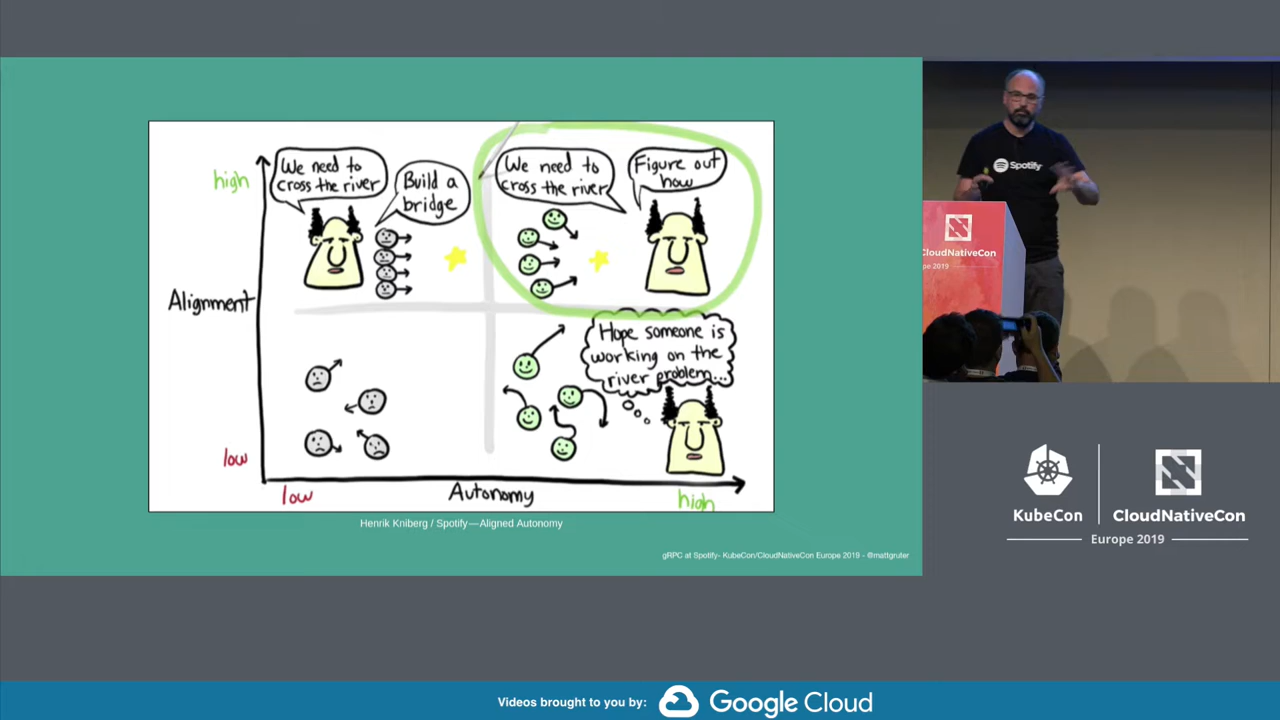 We need to
cross the river
Build a
bridge
We need to
cross the river
Figure out
how
high
Alignment
Hope someone is
working on the
river problem...
low
low
Autonomy
high
Henrik Kniberg / Spotify — Aligned Autonomy
gRPC at Spotify- KubeCon/CloudNativeCon Europe 2019 - @mattgruter
Spotify
CloudNativeCon
pe 2019
KubeCon
CloudNativeCon
Europe 2019
Videos brought to you by:
Google Cloud